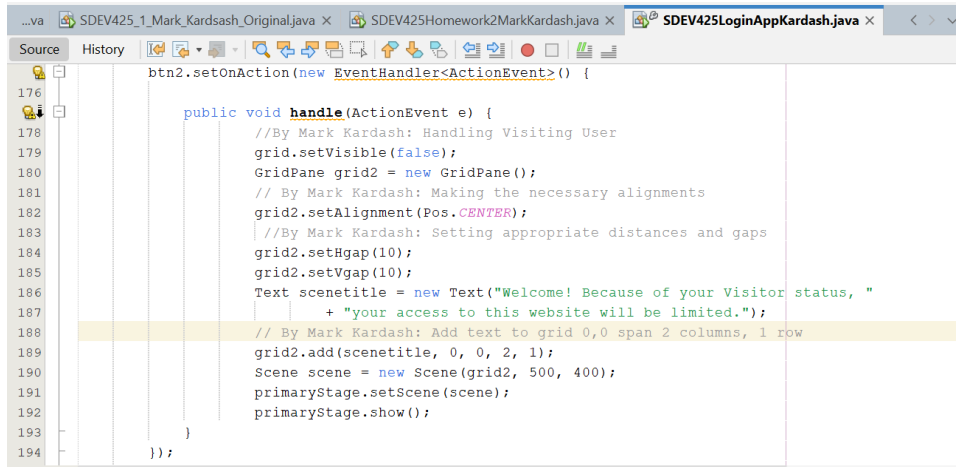 ...va SDEV425_1_Mark_Kardsash_Original.java × SDEV425Homework2MarkKardash.java × SDEV425LoginAppKardash.java ×
Source History
btn2.setOnAction(new EventHandler<ActionEvent>() {
176
public void handle(ActionEvent e) {
178 //By Mark Kardash: Handling Visiting User
179 grid.setVisible(false);
180 GridPane grid2 = new GridPane();
181 // By Mark Kardash: Making the necessary alignments
182 grid2.setAlignment(Pos.CENTER);
183 //By Mark Kardash: Setting appropriate distances and gaps
184 grid2.setHgap(10);
185 grid2.setVgap(10);
186 Text scenetitle = new Text("Welcome! Because of your Visitor status, "
187 + "your access to this website will be limited.");
188 // By Mark Kardash: Add text to grid 0,0 span 2 columns, 1 row
189 grid2.add(scenetitle, 0, 0, 2, 1);
190 Scene scene = new Scene(grid2, 500, 400);
191 primaryStage.setScene(scene);
192 primaryStage.show();
193 }
194 });